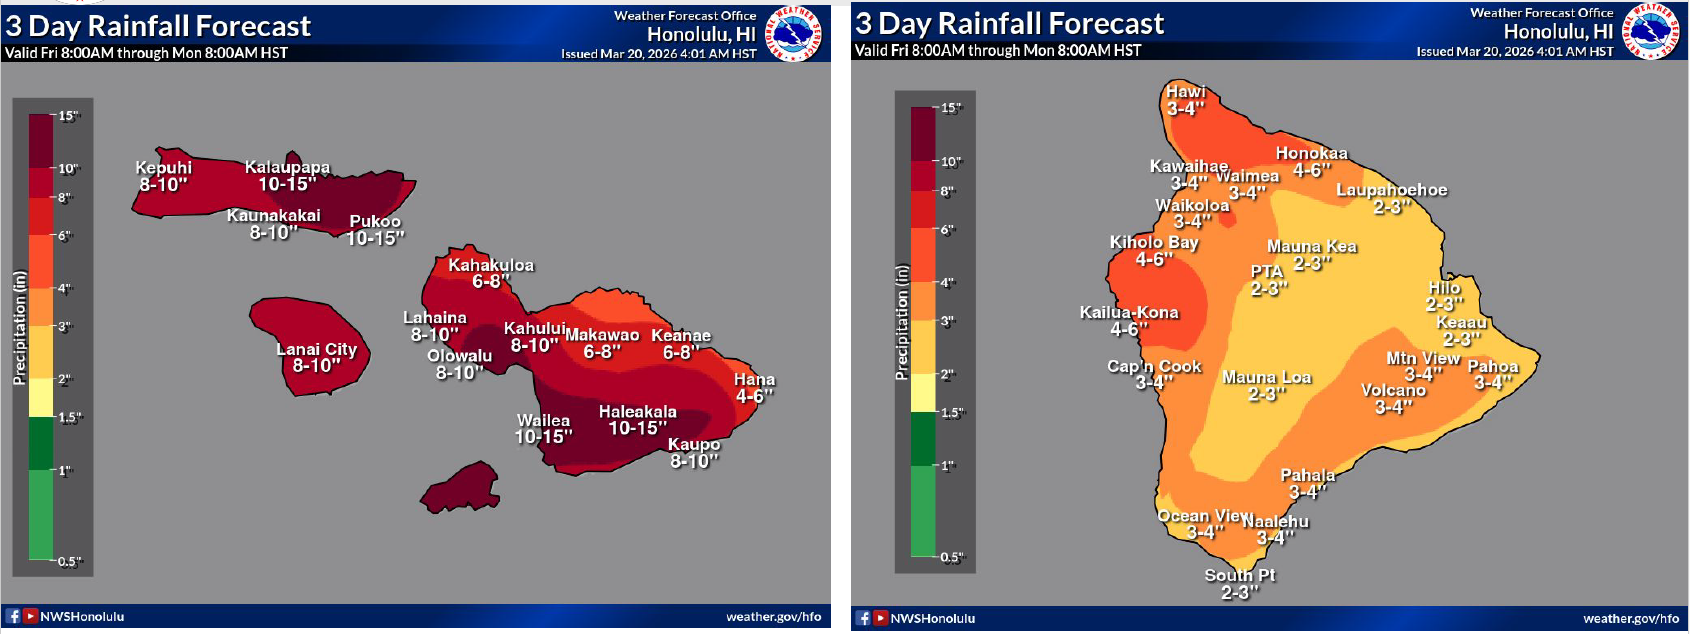 3 Day Rainfall Forecast
Valid Fri 8:00AM through Mon 8:00AM HST
Weather Forecast Office
Honolulu, HI
Issued Mar 20, 2026 4:01 AM HST
NATIONAL WEATHER SERVICE
Precipitation (in)
15"
10"
8"
6"
4"
3"
2"
1.5"
1"
0.5"
Kepuhi
8-10"
Kalaupapa
10-15"
Kaunakakai
8-10"
Pukoo
10-15"
Kahakuloa
6-8"
Lahaina
8-10"
Kahului
8-10"
Makawao
6-8"
Keanae
6-8"
Lanai City
8-10"
Olowalu
8-10"
Hana
4-6"
Wailea
10-15"
Haleakala
10-15"
Kaupo
8-10"
NWSHonolulu
weather.gov/hfo
3 Day Rainfall Forecast
Valid Fri 8:00AM through Mon 8:00AM HST
Weather Forecast Office
Honolulu, HI
Issued Mar 20, 2026 4:01 AM HST
NATIONAL WEATHER SERVICE
Precipitation (in)
15"
10"
8"
6"
4"
3"
2"
1.5"
1"
0.5"
Hawi
3-4"
Kawaihae
3-4"
Waimea
3-4"
Honokaa
4-6"
Laupahoehoe
2-3"
Waikoloa
3-4"
Kiholo Bay
4-6"
Mauna Kea
2-3"
PTA
2-3"
Hilo
2-3"
Kailua-Kona
4-6"
Keaau
2-3"
Cap'n Cook
3-4"
Mauna Loa
2-3"
Mtn View
3-4"
Pahoa
3-4"
Volcano
3-4"
Pahala
3-4"
Ocean View
3-4"
Naalehu
3-4"
South Pt
2-3"
NWSHonolulu
weather.gov/hfo